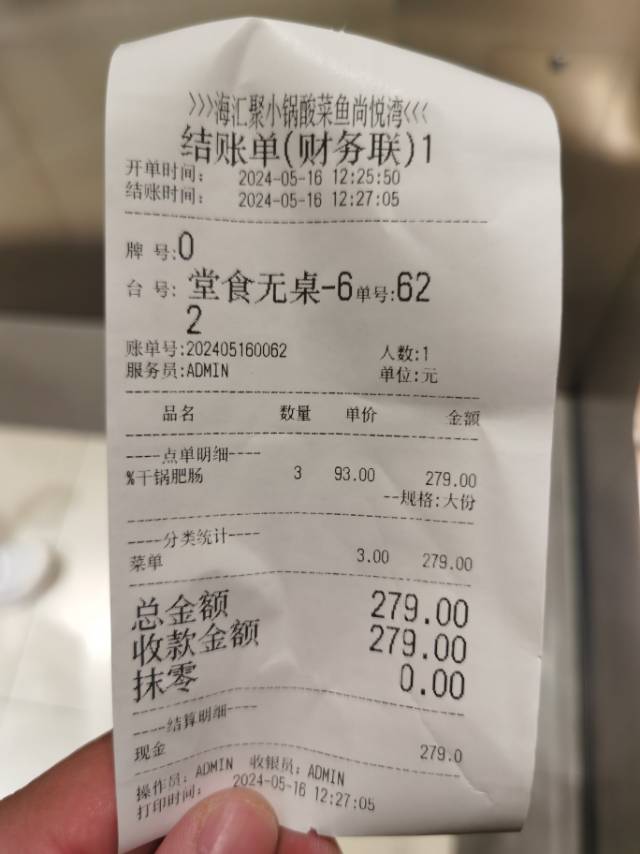 >>>海汇聚小锅酸菜鱼尚悦湾<<<
结账单(财务联)1
开单时间: 2024-05-16 12:25:50
结账时间: 2024-05-16 12:27:05
牌 号:0
台 号: 堂食无桌-6 单号:62
2
账单号:202405160062 人数:1
服务员:ADMIN 单位:元
品名 数量 单价 金额
----点单明细----
%干锅肥肠 3 93.00 279.00
--规格:大份
----分类统计----
菜单 3.00 279.00
总金额 279.00
收款金额 279.00
抹零 0.00
----结算明细----
现金 279.0
操作员: ADMIN 收银员: ADMIN
打印时间: 2024-05-16 12:27:05